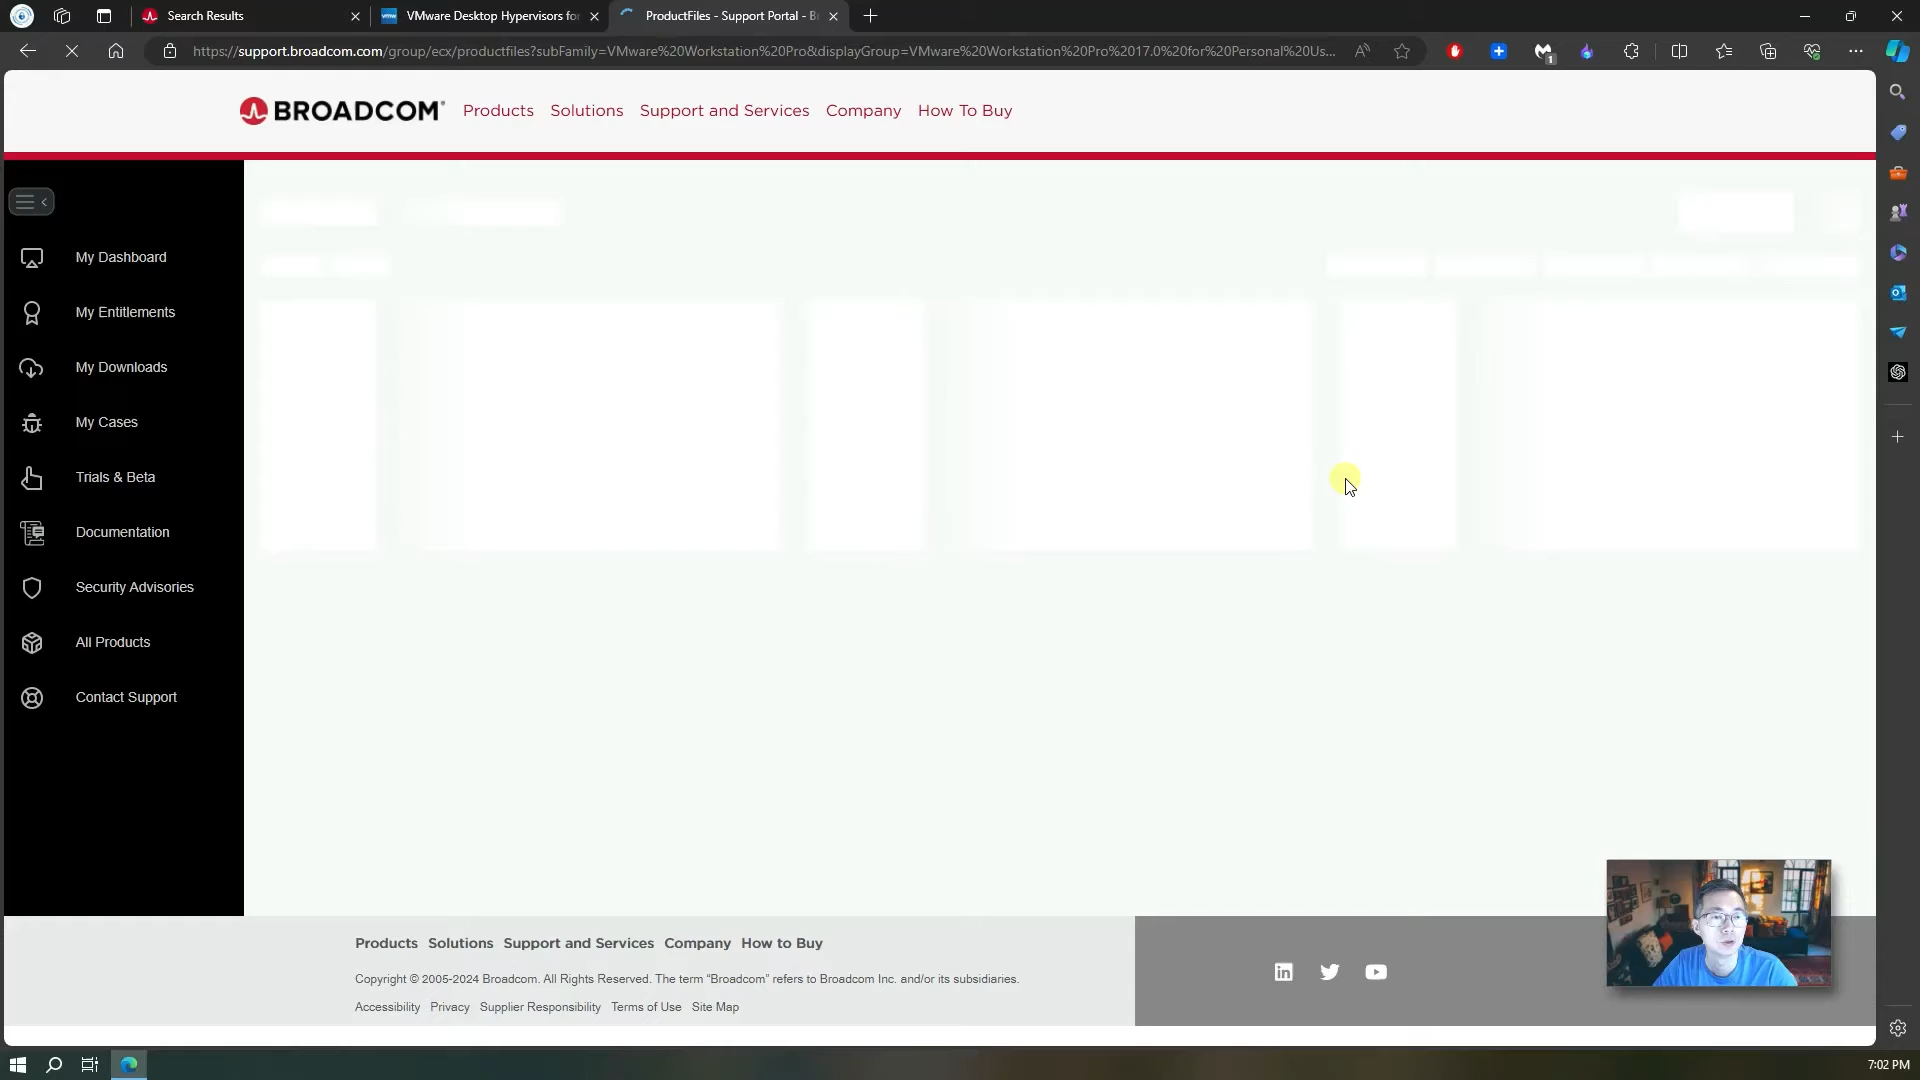 Search Results
VMware Desktop Hypervisors for
ProductFiles - Support Portal - B
https://support.broadcom.com/group/ecx/productfiles?subFamily=VMware%20Workstation%20Pro&displayGroup=VMware%20Workstation%20Pro%2017.0%20for%20Personal%20Us...
1
BROADCOM
Products Solutions Support and Services Company How To Buy
My Dashboard
My Entitlements
My Downloads
My Cases
Trials & Beta
Documentation
Security Advisories
All Products
Contact Support
Products Solutions Support and Services Company How to Buy
Copyright © 2005-2024 Broadcom. All Rights Reserved. The term “Broadcom” refers to Broadcom Inc. and/or its subsidiaries.
Accessibility Privacy Supplier Responsibility Terms of Use Site Map
7:02 PM